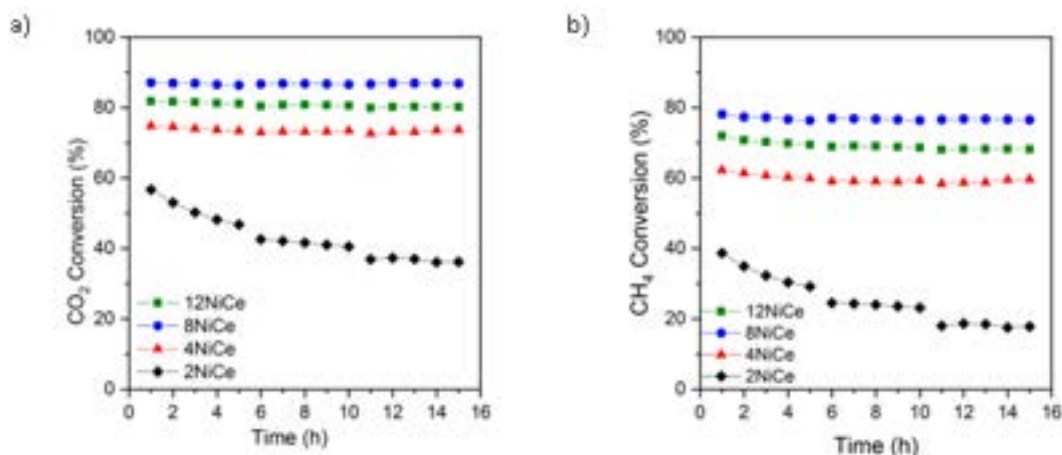 a)
100
80
60
40
20
0
CO₂ Conversion (%)
12NiCe
8NiCe
4NiCe
2NiCe
0 2 4 6 8 10 12 14 16
Time (h)
b)
100
80
60
40
20
0
CH₄ Conversion (%)
12NiCe
8NiCe
4NiCe
2NiCe
0 2 4 6 8 10 12 14 16
Time (h)